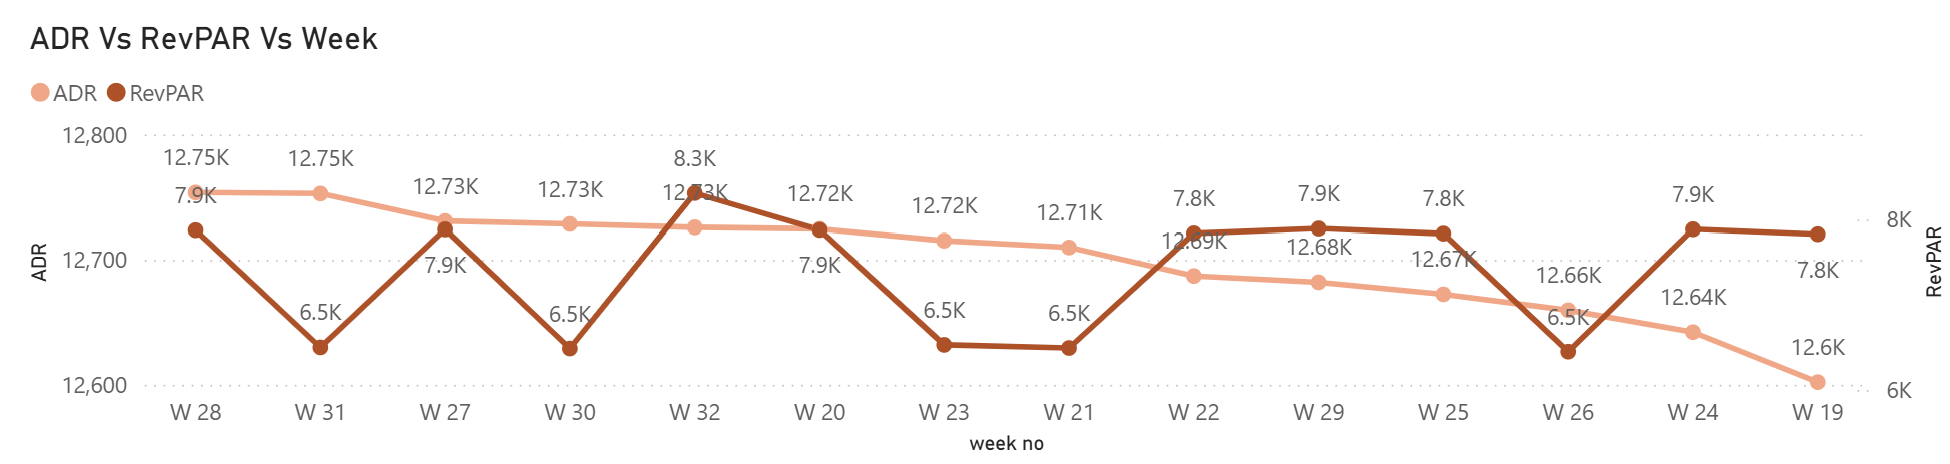 ADR Vs RevPAR Vs Week
ADR RevPAR
12,800
12,700
12,600
ADR
12.75K 12.75K 12.73K 12.73K 12.73K 12.72K 12.72K 12.71K 12.69K 12.68K 12.67K 12.66K 12.64K 12.6K
7.9K 6.5K 7.9K 6.5K 8.3K 7.9K 6.5K 6.5K 7.8K 7.9K 7.8K 6.5K 7.9K 7.8K
8K
6K
RevPAR
W 28 W 31 W 27 W 30 W 32 W 20 W 23 W 21 W 22 W 29 W 25 W 26 W 24 W 19
week no